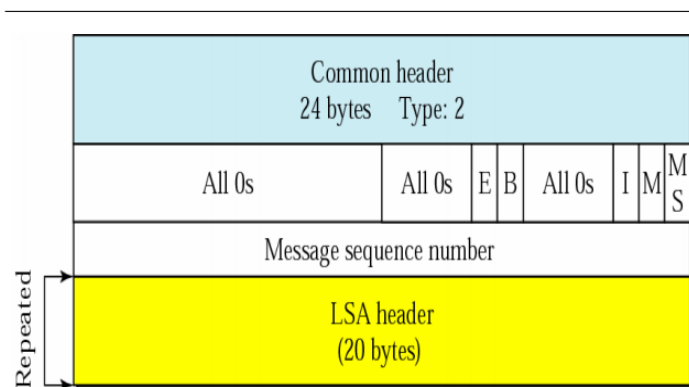 Common header
24 bytes Type: 2
All 0s All 0s E B All 0s I M M
S
Message sequence number
Repeated
LSA header
(20 bytes)